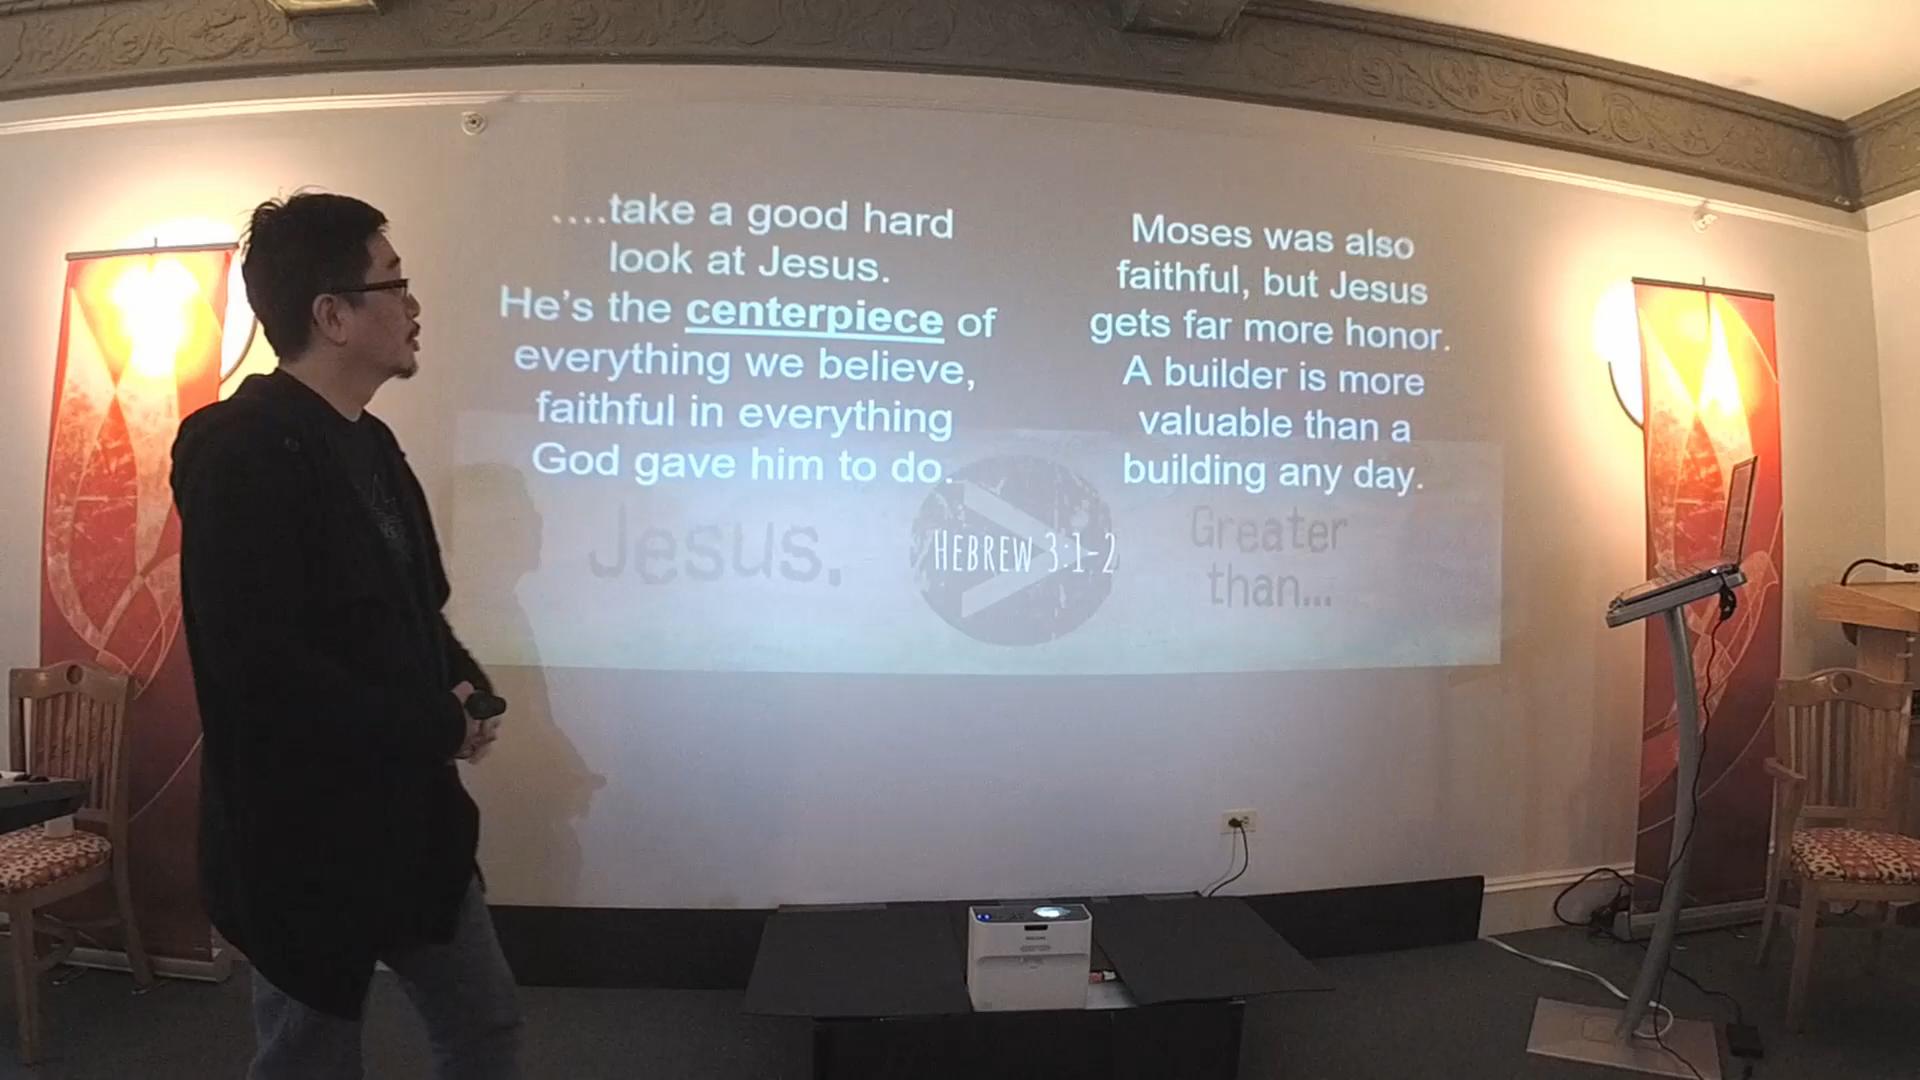 ....take a good hard
look at Jesus.
He's the centerpiece of
everything we believe,
faithful in everything
God gave him to do.
Moses was also
faithful, but Jesus
gets far more honor.
A builder is more
valuable than a
building any day.
Jesus.
>
HEBREW 3:1-2
Greater
than...